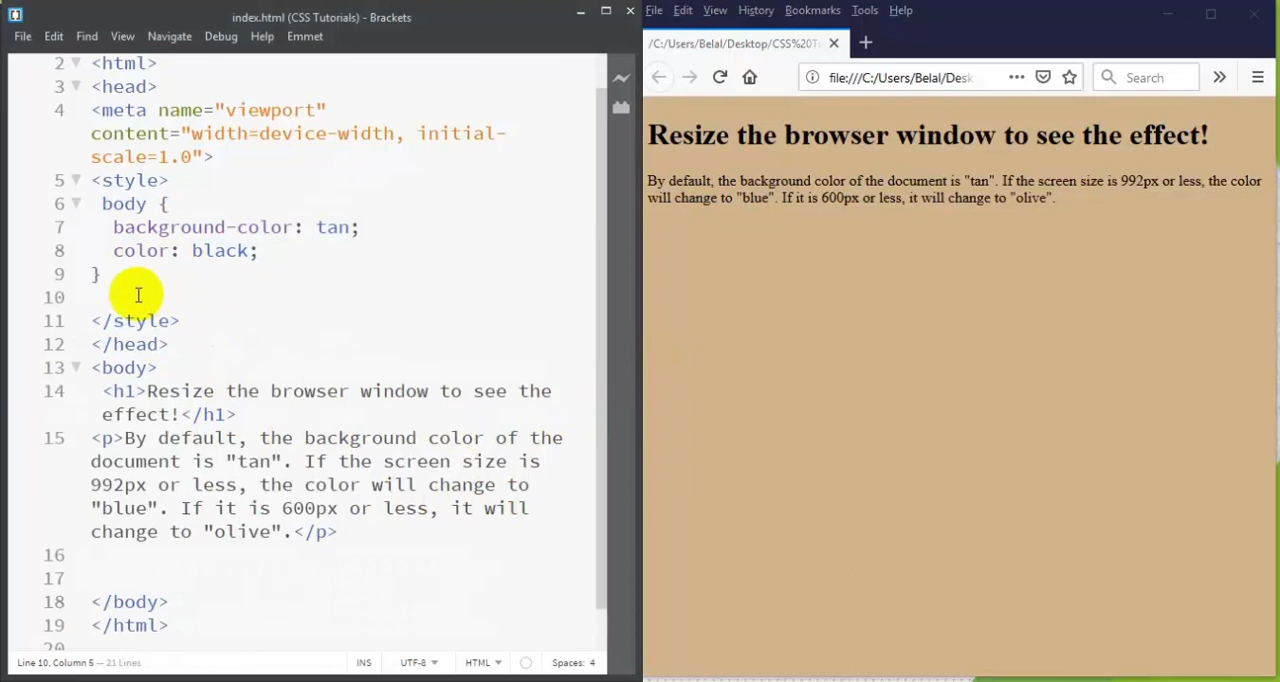 index.html (CSS Tutorials) - Brackets
File Edit Find View Navigate Debug Help Emmet
2 <html>
3 <head>
4 <meta name="viewport"
content="width=device-width, initial-
scale=1.0">
5 <style>
6 body {
7 background-color: tan;
8 color: black;
9 }
10
11 </style>
12 </head>
13 <body>
14 <h1>Resize the browser window to see the
effect!</h1>
15 <p>By default, the background color of the
document is "tan". If the screen size is
992px or less, the color will change to
"blue". If it is 600px or less, it will
change to "olive".</p>
16
17
18 </body>
19 </html>
20
Line 10, Column 5 — 21 Lines
INS UTF-8 HTML Spaces: 4
File Edit View History Bookmarks Tools Help
/C:/Users/Belal/Desktop/CSS%20Tu
file:///C:/Users/Belal/Desk
Search
Resize the browser window to see the effect!
By default, the background color of the document is "tan". If the screen size is 992px or less, the color
will change to "blue". If it is 600px or less, it will change to "olive".